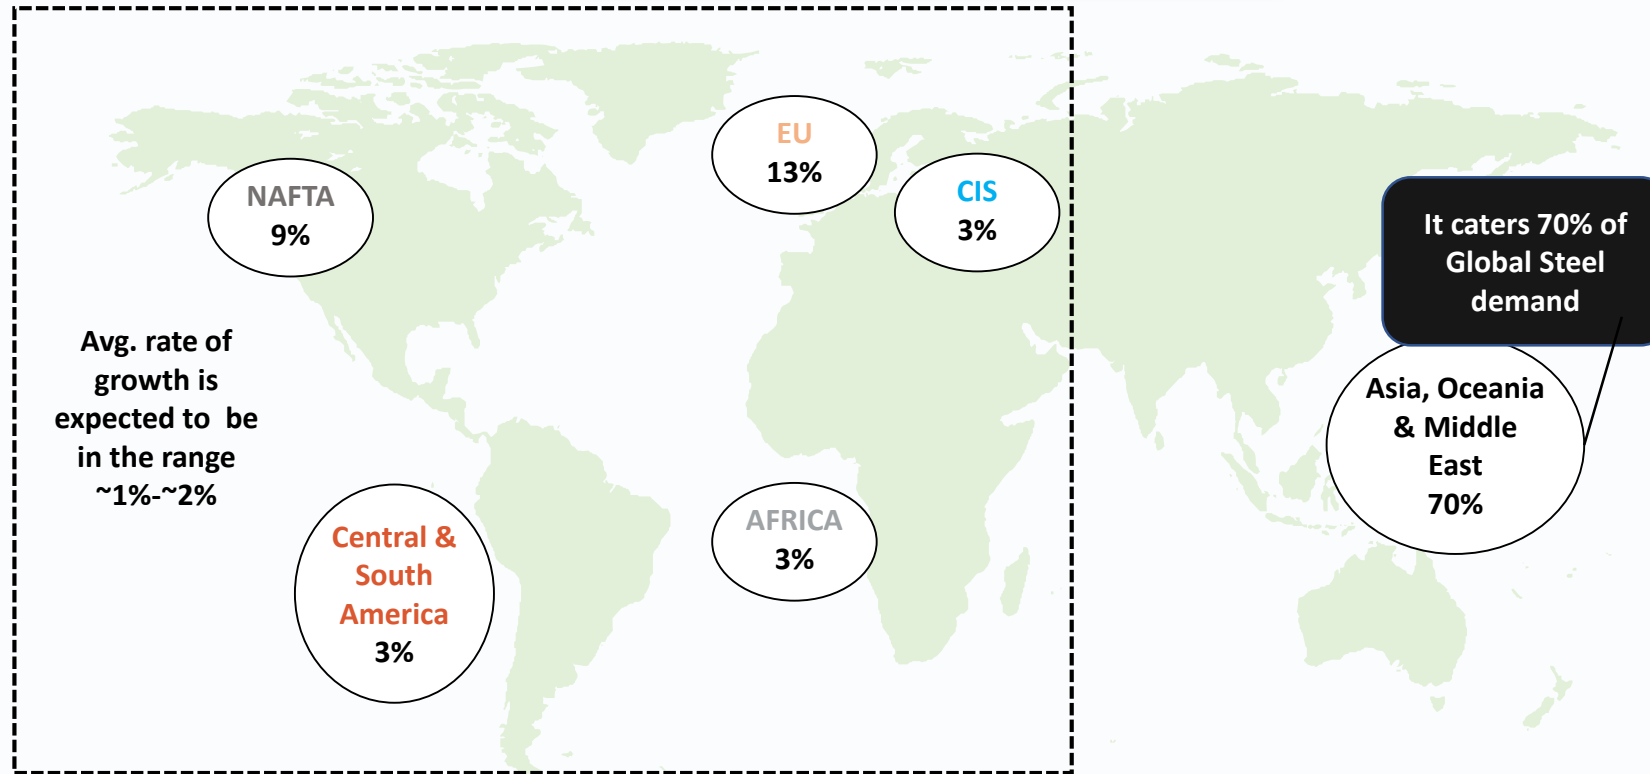 EU
13%
NAFTA
9%
CIS
3%
It caters 70% of
Global Steel
demand
Avg. rate of
growth is
expected to  be
in the range
~1%-~2%
Asia, Oceania
& Middle
East
70%
Central &
South
America
3%
AFRICA
3%